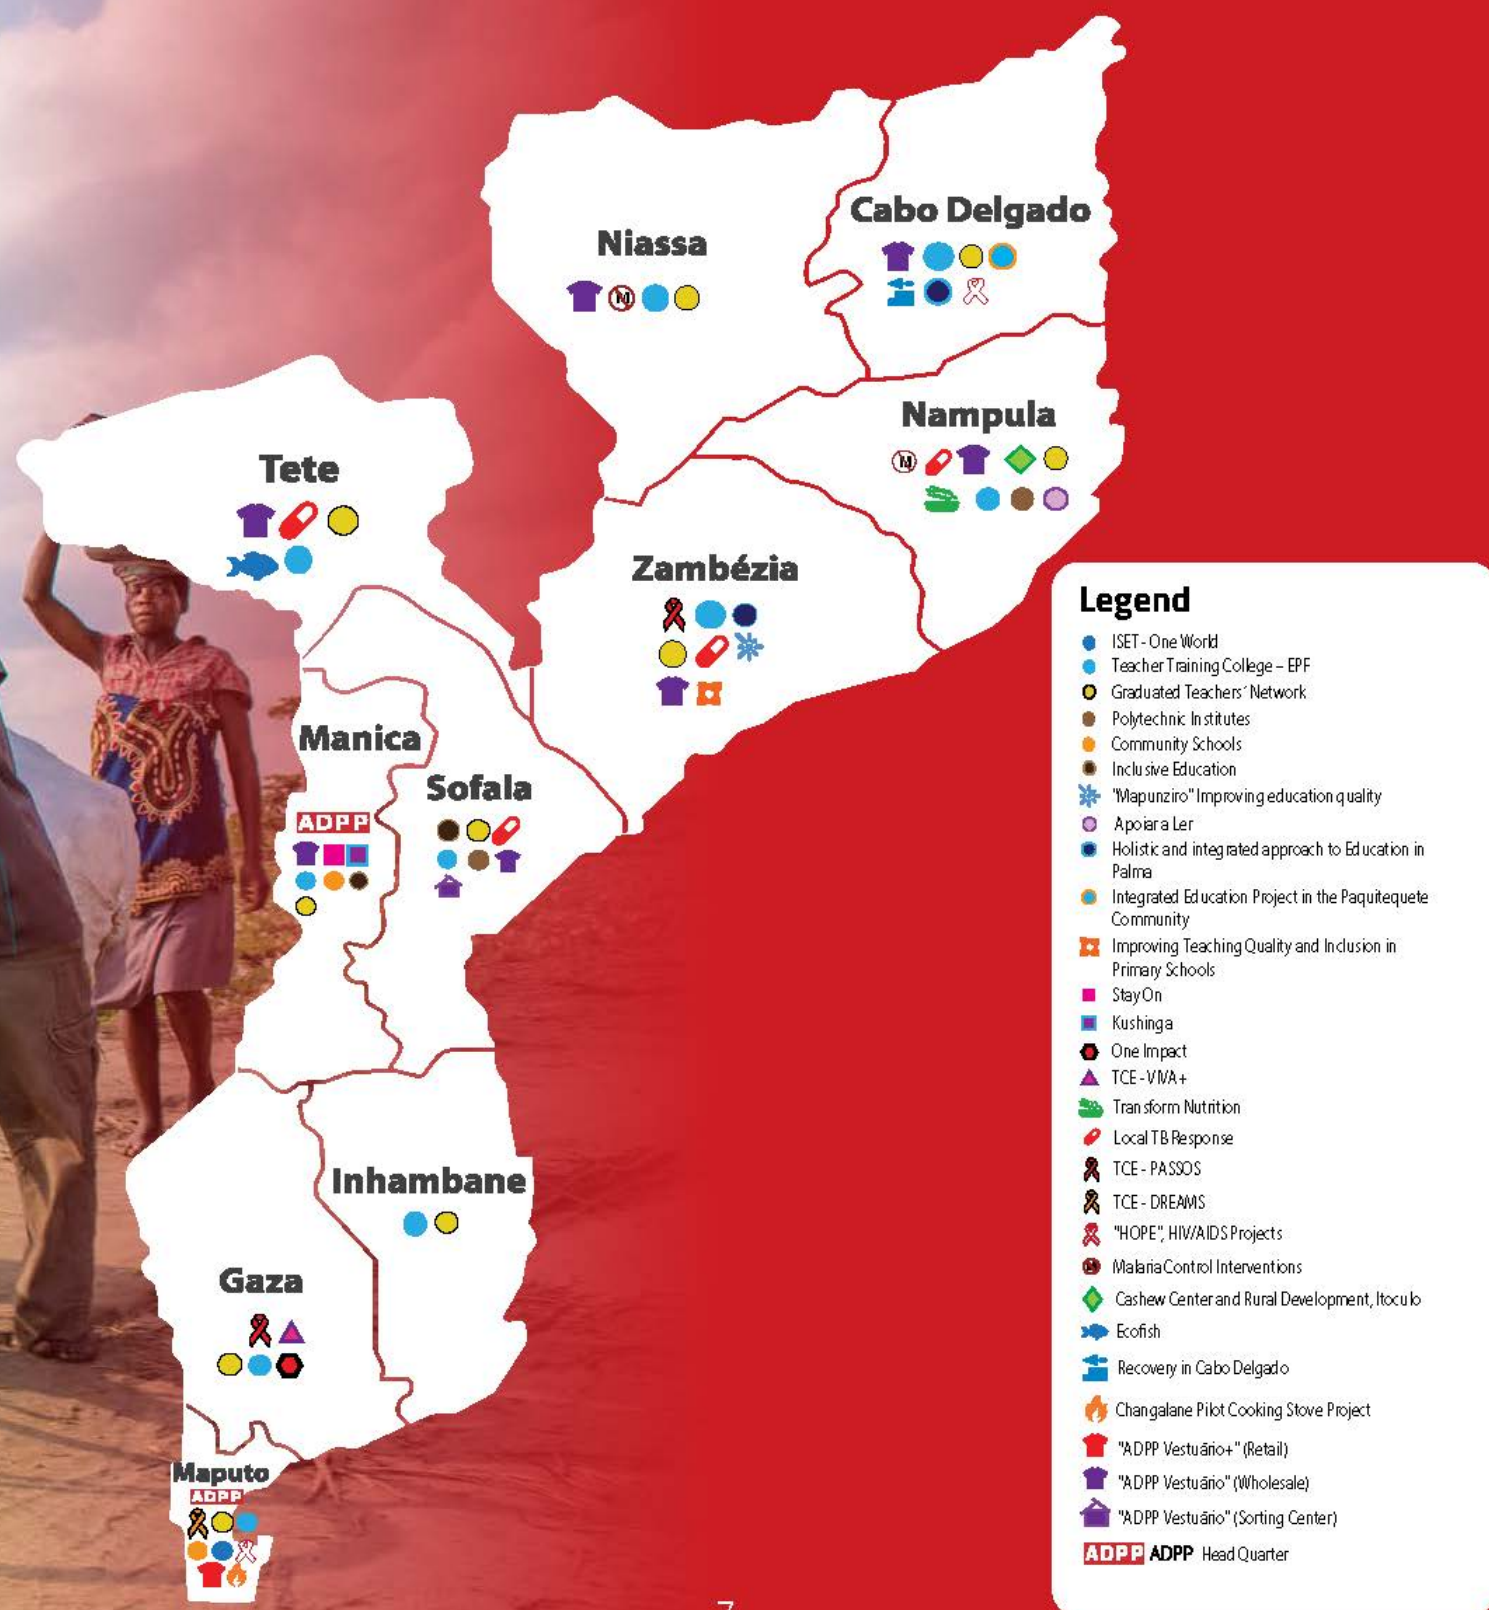 Cabo Delgado
Niassa
Nampula
Tete
Zambézia
Manica
Sofala
ADPP
Inhambane
Gaza
Maputo
ADPP
Legend
ISET - One World
Teacher Training College – EPF
Graduated Teachers´ Network
Polytechnic Institutes
Community Schools
Inclusive Education
"Mapunziro" Improving education quality
Apoiar a Ler
Holistic and integrated approach to Education in
Palma
Integrated Education Project in the Paquitequete
Community
Improving Teaching Quality and Inclusion in
Primary Schools
Stay On
Kushinga
One Impact
TCE - VIVA+
Transform Nutrition
Local TB Response
TCE - PASSOS
TCE - DREAMS
"HOPE", HIV/AIDS Projects
Malaria Control Interventions
Cashew Center and Rural Development, Itoculo
Ecofish
Recovery in Cabo Delgado
Changalane Pilot Cooking Stove Project
"ADPP Vestuário+" (Retail)
"ADPP Vestuário" (Wholesale)
"ADPP Vestuário" (Sorting Center)
ADPP ADPP Head Quarter